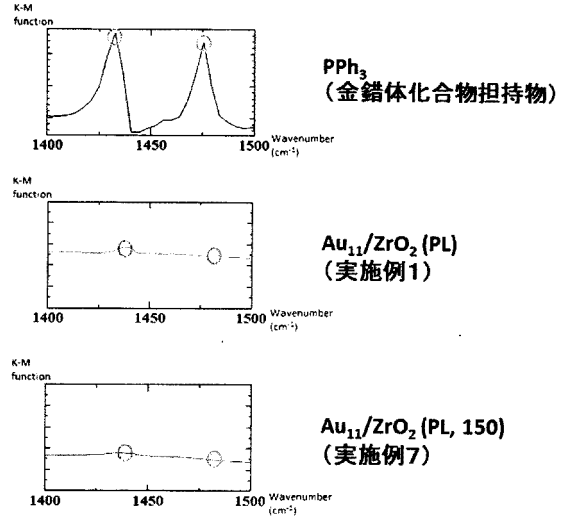 K-M
function
PPh₃
(金錯体化合物担持物)
1400 1450 1500 Wavenumber
(cm⁻¹)
K-M
function
Au₁₁/ZrO₂ (PL)
(実施例1)
1400 1450 1500 Wavenumber
(cm⁻¹)
K-M
function
Au₁₁/ZrO₂ (PL, 150)
(実施例7)
1400 1450 1500 Wavenumber
(cm⁻¹)